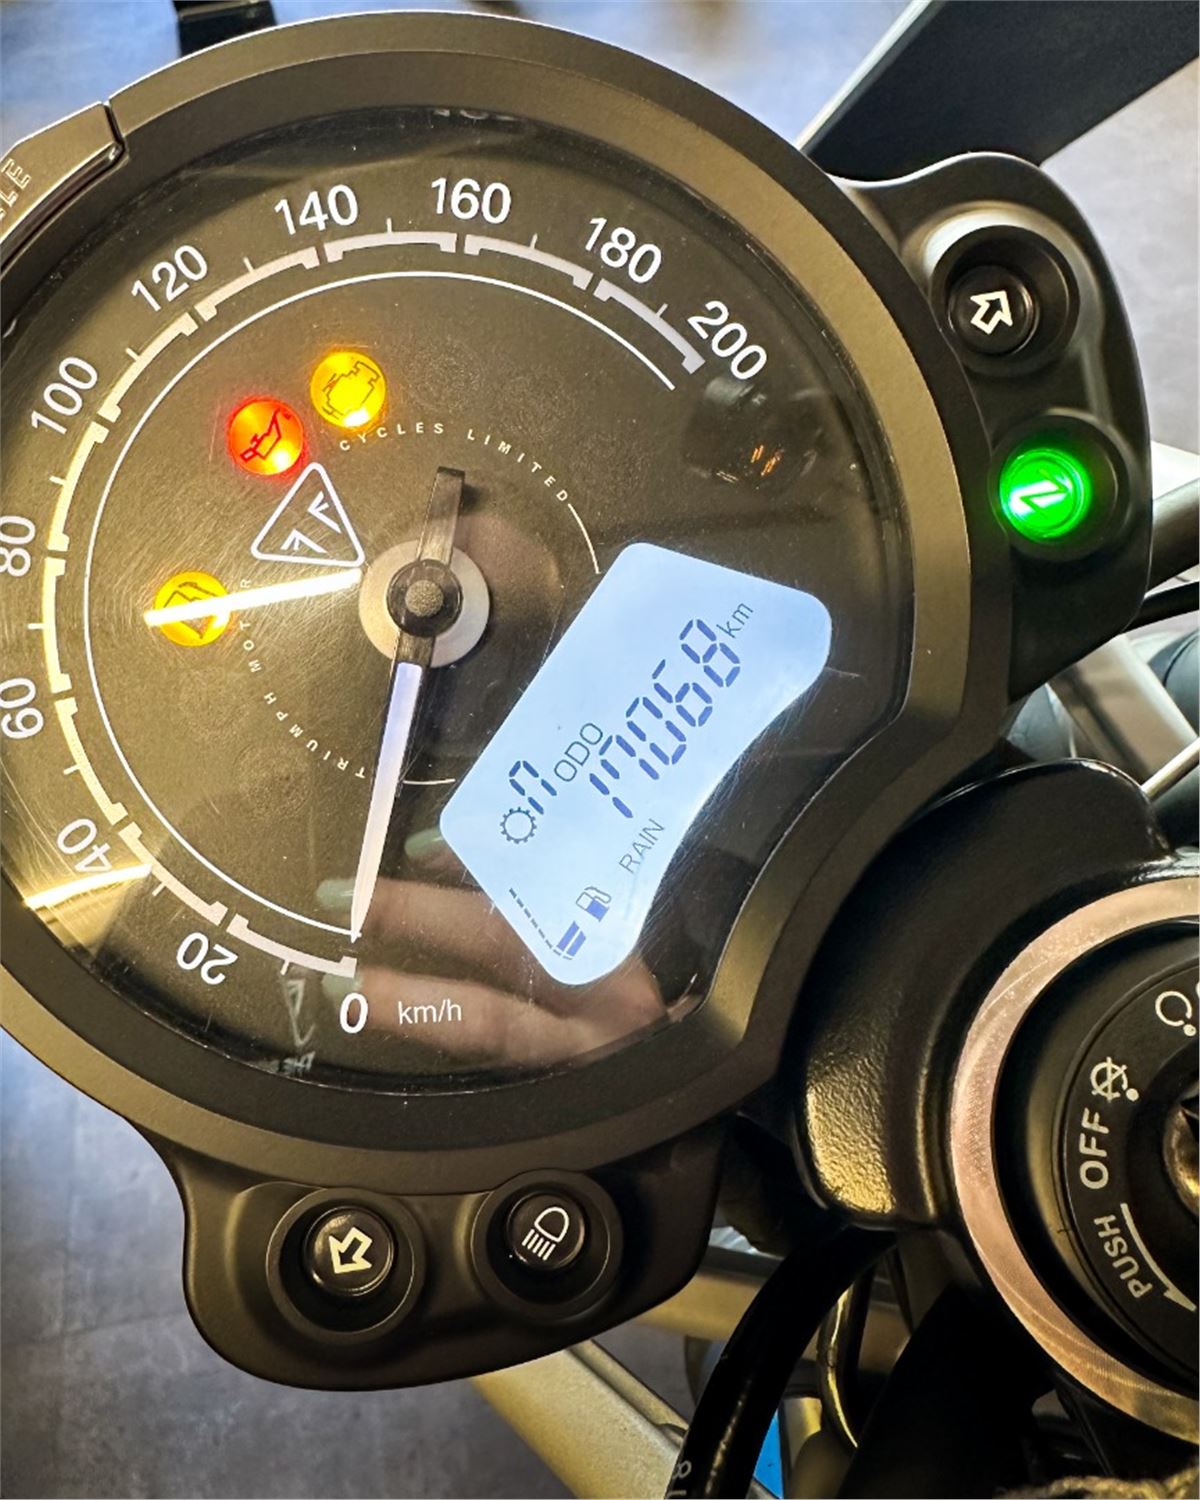 0
20
40
60
80
100
120
140
160
180
200
km/h
TRIUMPH MOTOR
CYCLES LIMITED
N
ODO
17068 km
RAIN
OFF
PUSH